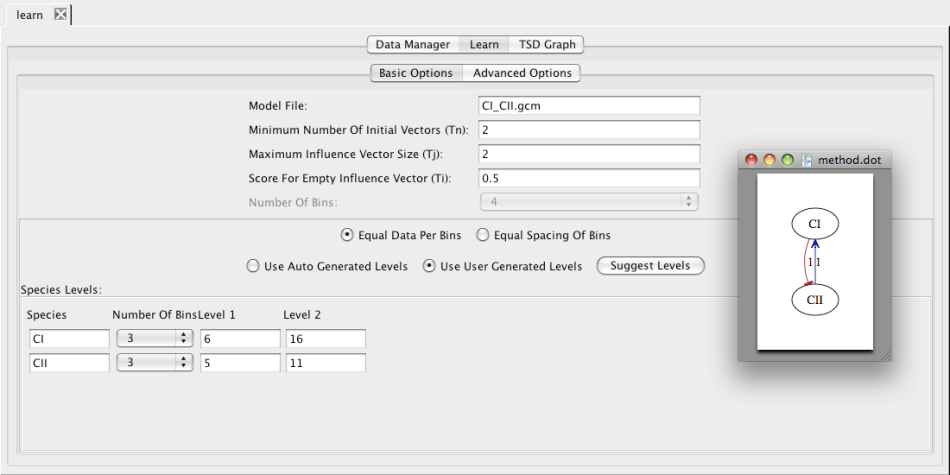 learn
Data Manager Learn TSD Graph
Basic Options Advanced Options
Model File: CI_CII.gcm
Minimum Number Of Initial Vectors (Tn): 2
Maximum Influence Vector Size (Tj): 2
Score For Empty Influence Vector (Ti): 0.5
Number Of Bins: 4
Equal Data Per Bins Equal Spacing Of Bins
Use Auto Generated Levels Use User Generated Levels Suggest Levels
Species Levels:
Species Number Of Bins Level 1 Level 2
CI 3 6 16
CII 3 5 11
method.dot
CI
1 1
CII